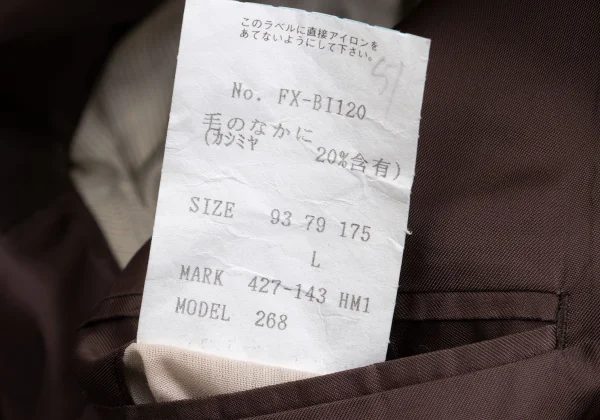 このラベルに直接アイロンを
あてないようにして下さい。
No. FX-BI120
毛のなかに
(カシミヤ 20%含有)
SIZE 93 79 175
L
MARK 427-143 HM1
MODEL 268